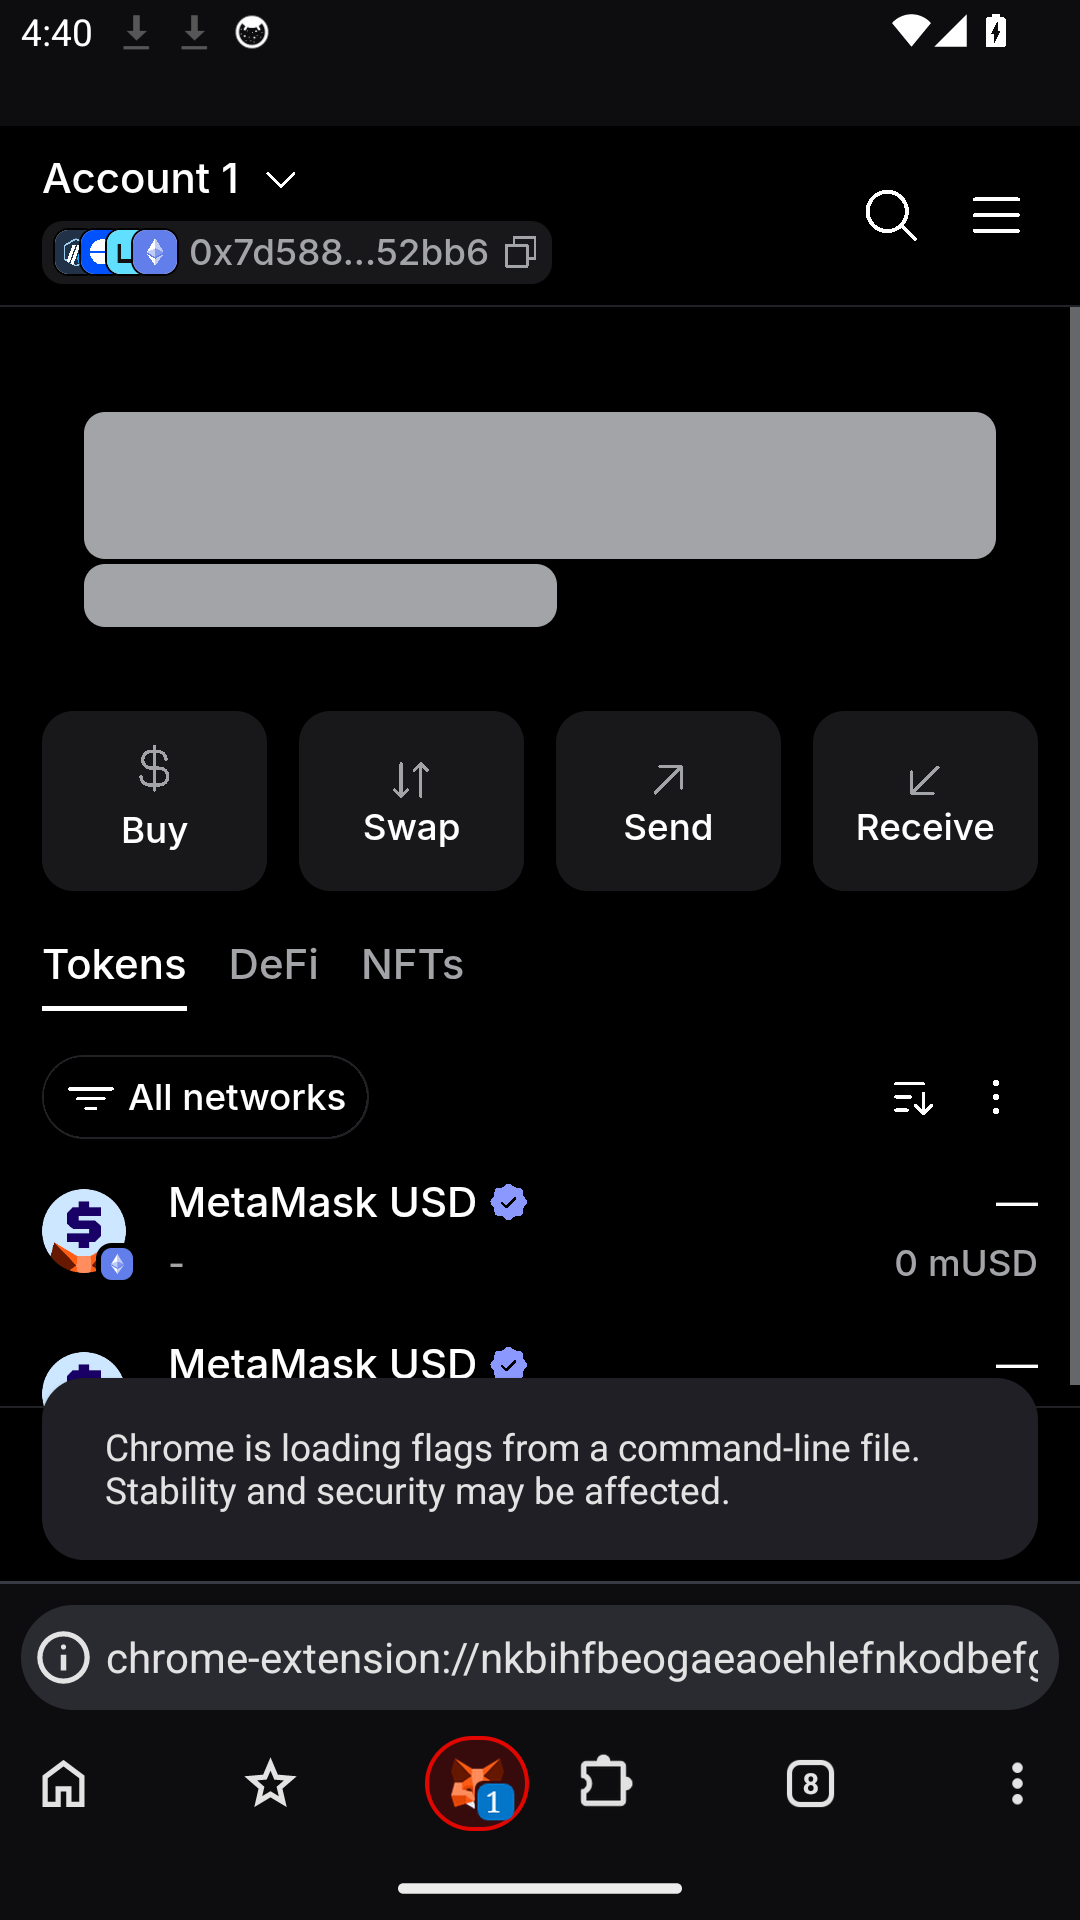 4:40
Account 1
0x7d588...52bb6
Buy
Swap
Send
Receive
Tokens
DeFi
NFTs
All networks
MetaMask USD
—
-
0 mUSD
MetaMask USD
—
Chrome is loading flags from a command-line file.
Stability and security may be affected.
chrome-extension://nkbihfbeogaeaoehlefnkodbefg
1
8